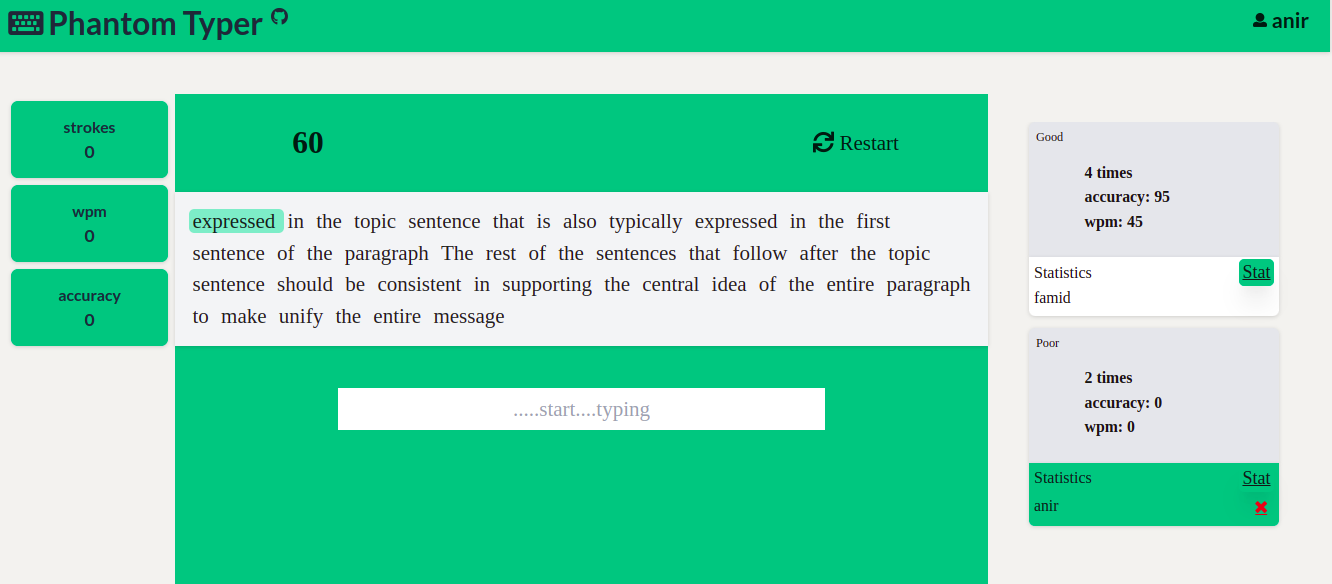 Phantom Typer
anir
strokes
0
wpm
0
accuracy
0
60
Restart
expressed in the topic sentence that is also typically expressed in the first
sentence of the paragraph The rest of the sentences that follow after the topic
sentence should be consistent in supporting the central idea of the entire paragraph
to make unify the entire message
.....start....typing
Good
4 times
accuracy: 95
wpm: 45
Statistics Stat
famid
Poor
2 times
accuracy: 0
wpm: 0
Statistics Stat
anir